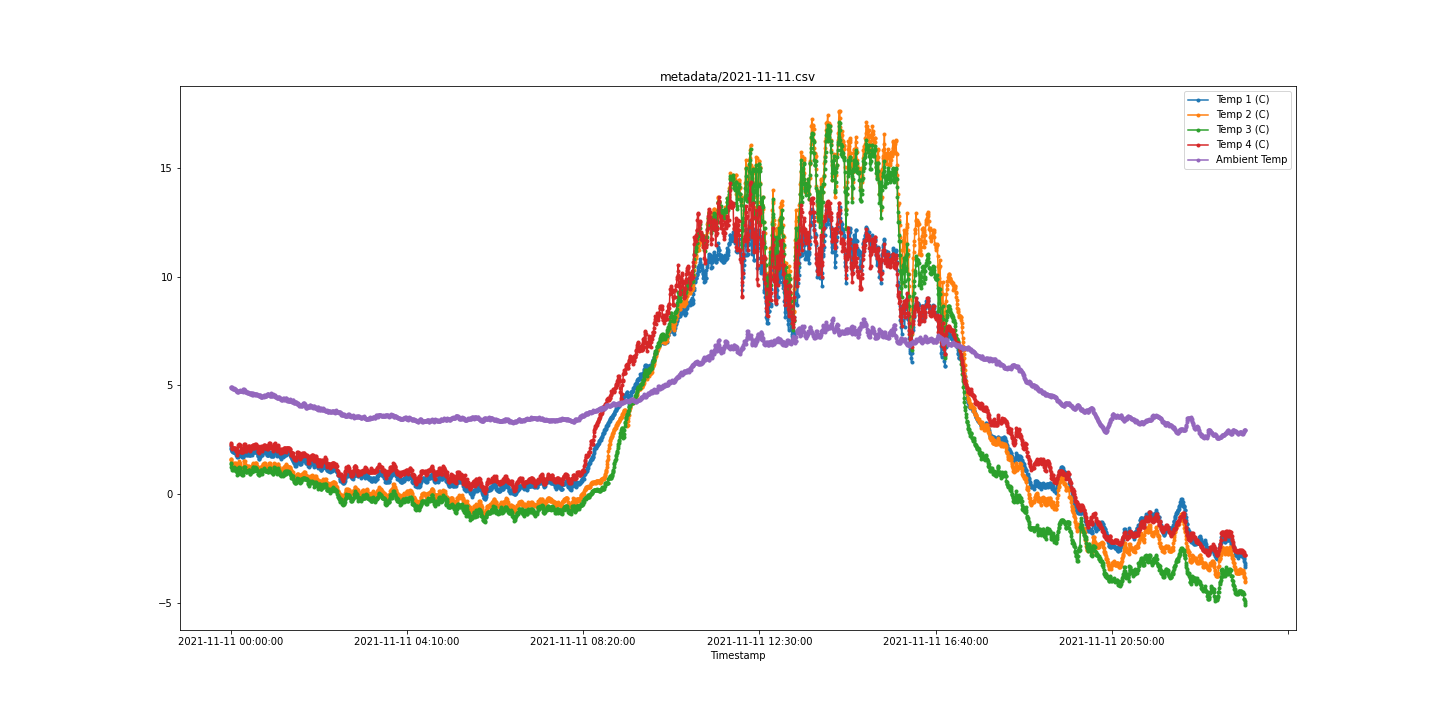 metadata/2021-11-11.csv
Temp 1 (C)
Temp 2 (C)
Temp 3 (C)
Temp 4 (C)
Ambient Temp
15
10
5
0
−5
2021-11-11 00:00:00
2021-11-11 04:10:00
2021-11-11 08:20:00
2021-11-11 12:30:00
2021-11-11 16:40:00
2021-11-11 20:50:00
Timestamp